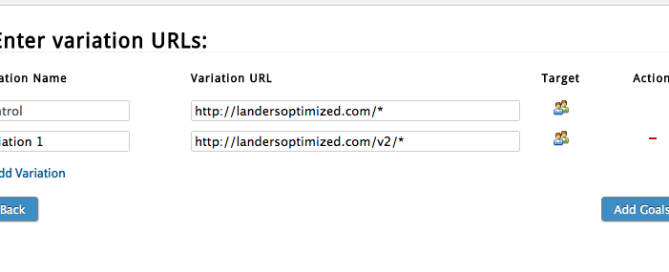 Enter variation URLs:
ation Name Variation URL Target Action
trol http://landersoptimized.com/*
iation 1 http://landersoptimized.com/v2/* –
dd Variation
Back Add Goals